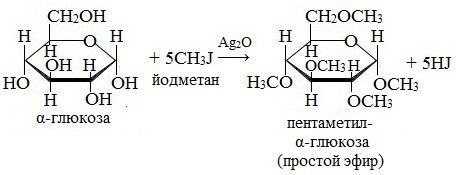 CH₂OH
H
O
H
H
OH
H
HO
OH
H
OH
α-глюкоза
+ 5CH3J
йодметан
Ag₂O
CH₂OCH₃
H
O
H
H
OCH₃
H
H₃CO
OCH₃
H
OCH₃
пентаметил-
α-глюкоза
(простой эфир)
+ 5HJ